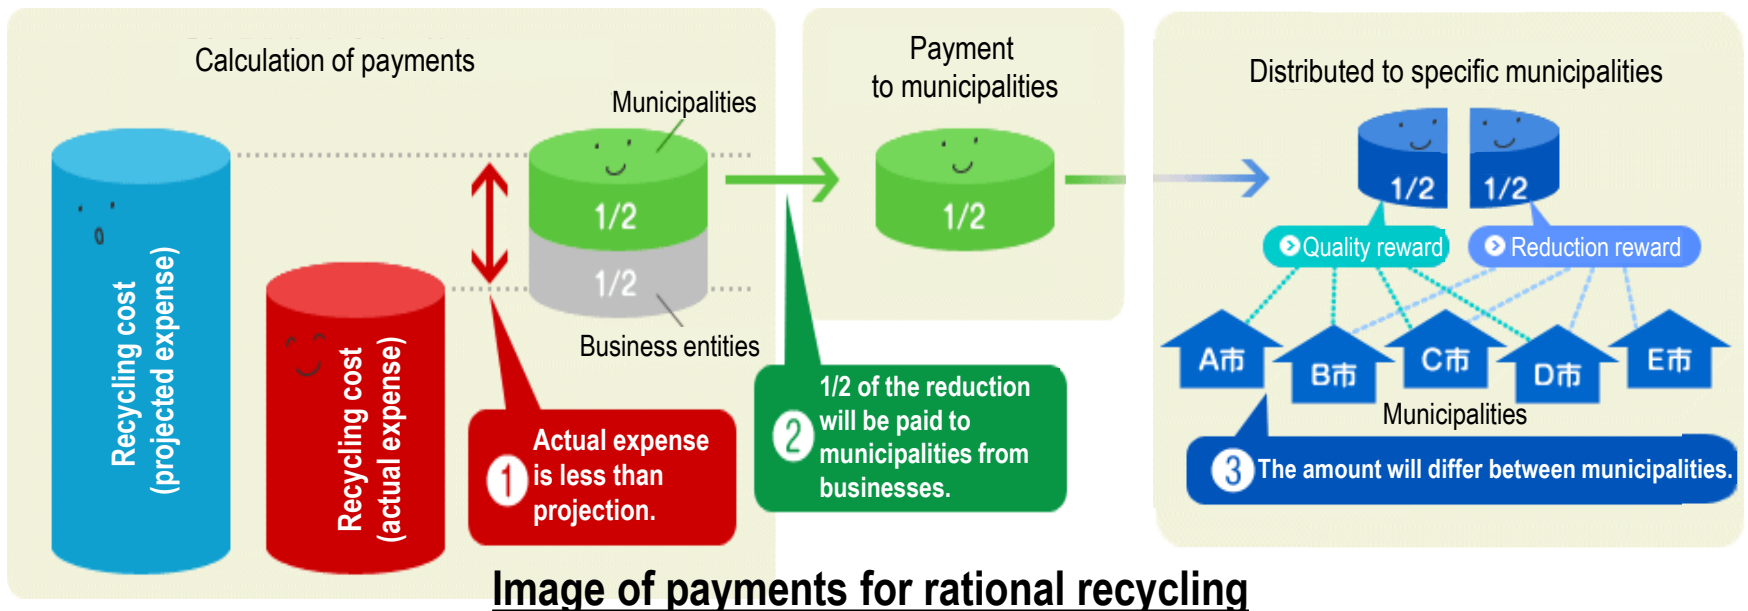 Calculation of payments
Recycling cost
(projected expense)
Recycling cost
(actual expense)
Municipalities
1/2
1/2
Business entities
1 Actual expense
is less than
projection.
Payment
to municipalities
1/2
2 1/2 of the reduction
will be paid to
municipalities from
businesses.
Distributed to specific municipalities
1/2 1/2
Quality reward
Reduction reward
A市 B市 C市 D市 E市
Municipalities
3 The amount will differ between municipalities.
Image of payments for rational recycling